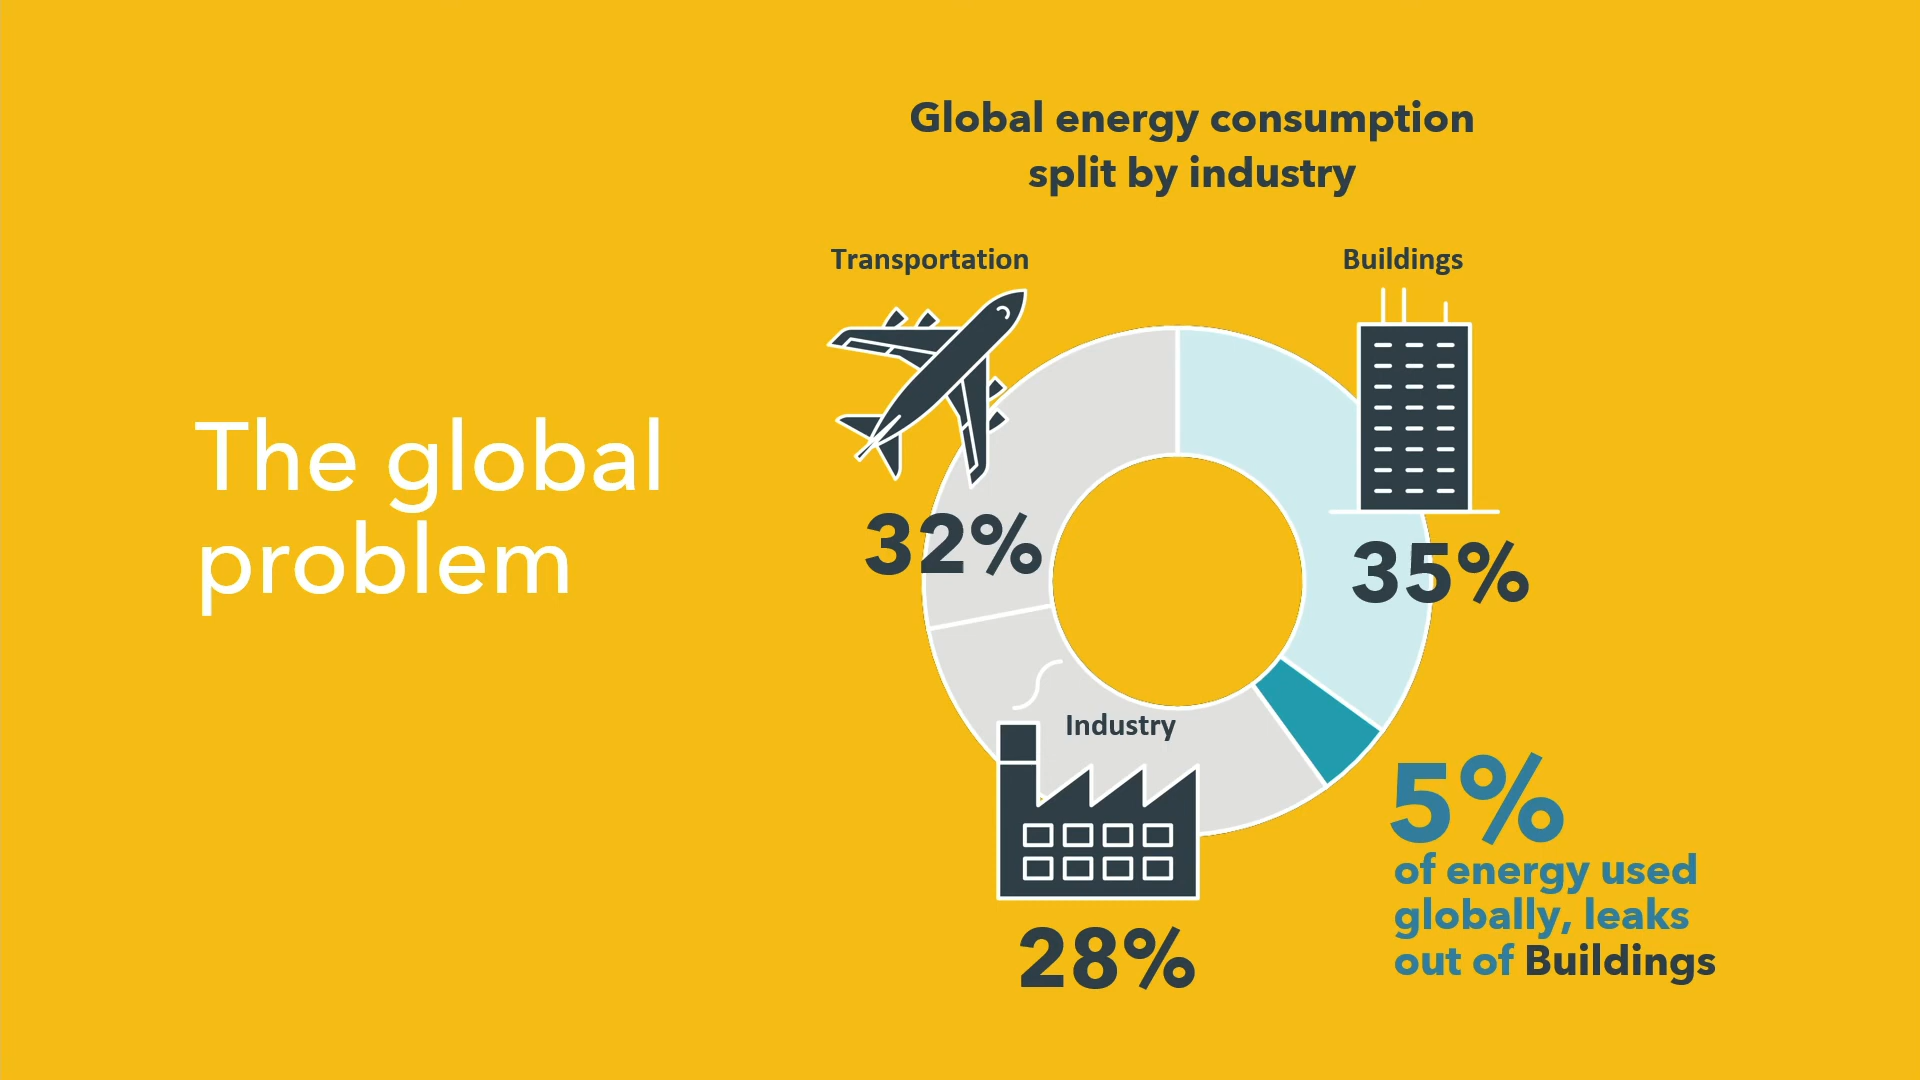 The global
problem
Global energy consumption
split by industry
Transportation
32%
Buildings
35%
Industry
28%
5%
of energy used
globally, leaks
out of Buildings